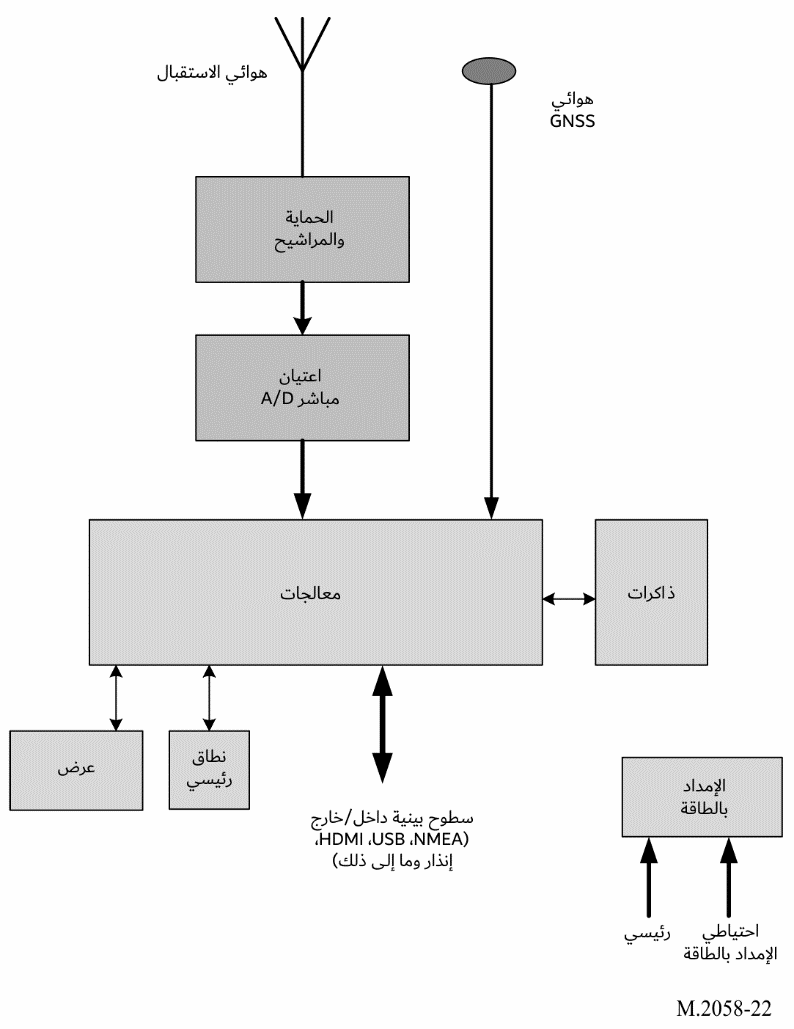 هوائي الاستقبال
هوائي
GNSS
الحماية
والمراشيح
اعتيان
مباشر A/D
معالجات
ذاكرات
عرض
نطاق
رئيسي
سطوح بينية داخل/خارج
(HDMI ،USB ،NMEA،
إنذار وما إلى ذلك)
الإمداد
بالطاقة
رئيسي
احتياطي
الإمداد بالطاقة
M.2058-22